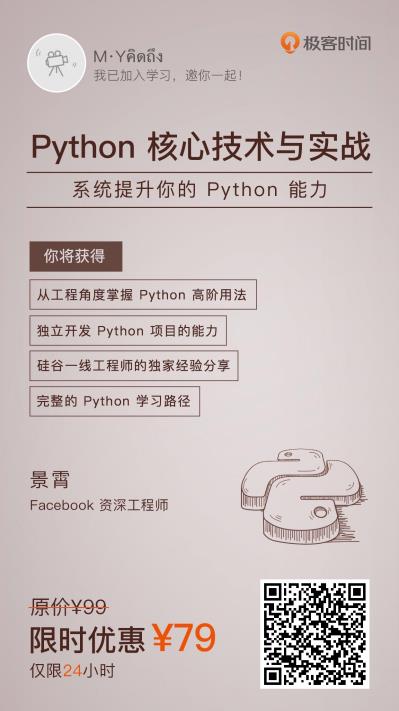 M·Yคิดถึง
极客时间
我已加入学习，邀你一起！
Python 核心技术与实战
系统提升你的 Python 能力
你将获得
从工程角度掌握 Python 高阶用法
独立开发 Python 项目的能力
硅谷一线工程师的独家经验分享
完整的 Python 学习路径
景霄
Facebook 资深工程师
原价¥99
限时优惠 ¥79
仅限24小时